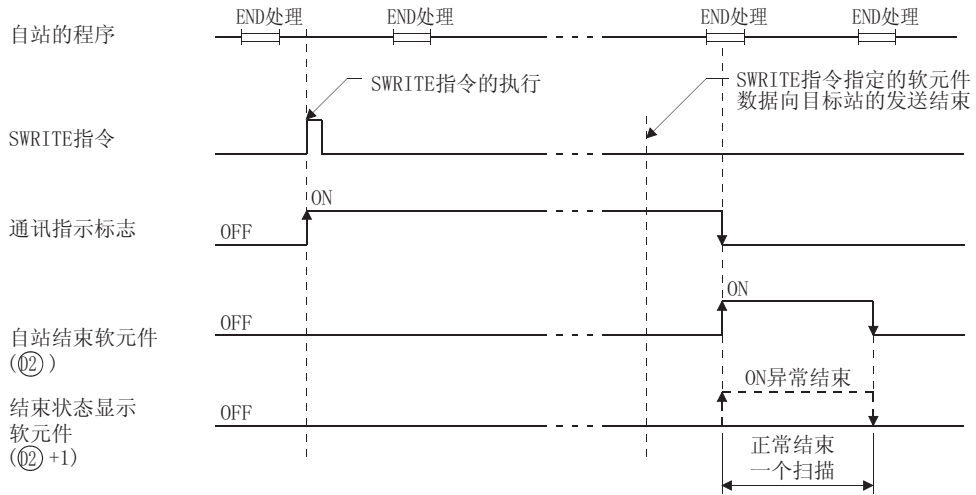 END处理
END处理
END处理
END处理
自站的程序
SWRITE指令的执行
SWRITE指令指定的软元件
数据向目标站的发送结束
SWRITE指令
ON
通讯指示标志
OFF
ON
OFF
自站结束软元件
(D2)
ON异常结束
结束状态显示
软元件
(D2+1)
OFF
正常结束
一个扫描